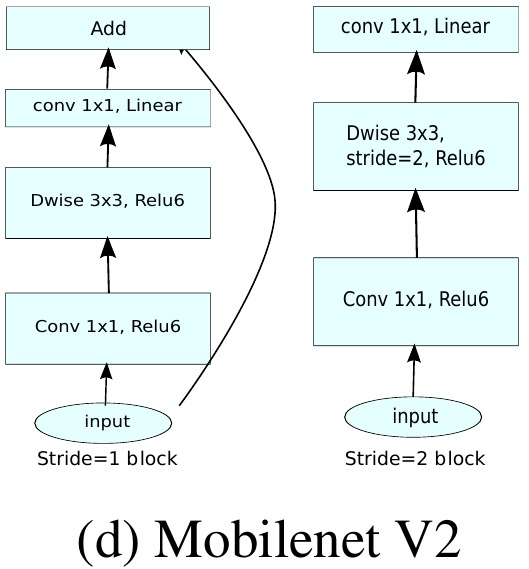 Add
conv 1x1, Linear
Dwise 3x3, Relu6
Conv 1x1, Relu6
input
Stride=1 block
conv 1x1, Linear
Dwise 3x3,
stride=2, Relu6
Conv 1x1, Relu6
input
Stride=2 block
(d) Mobilenet V2